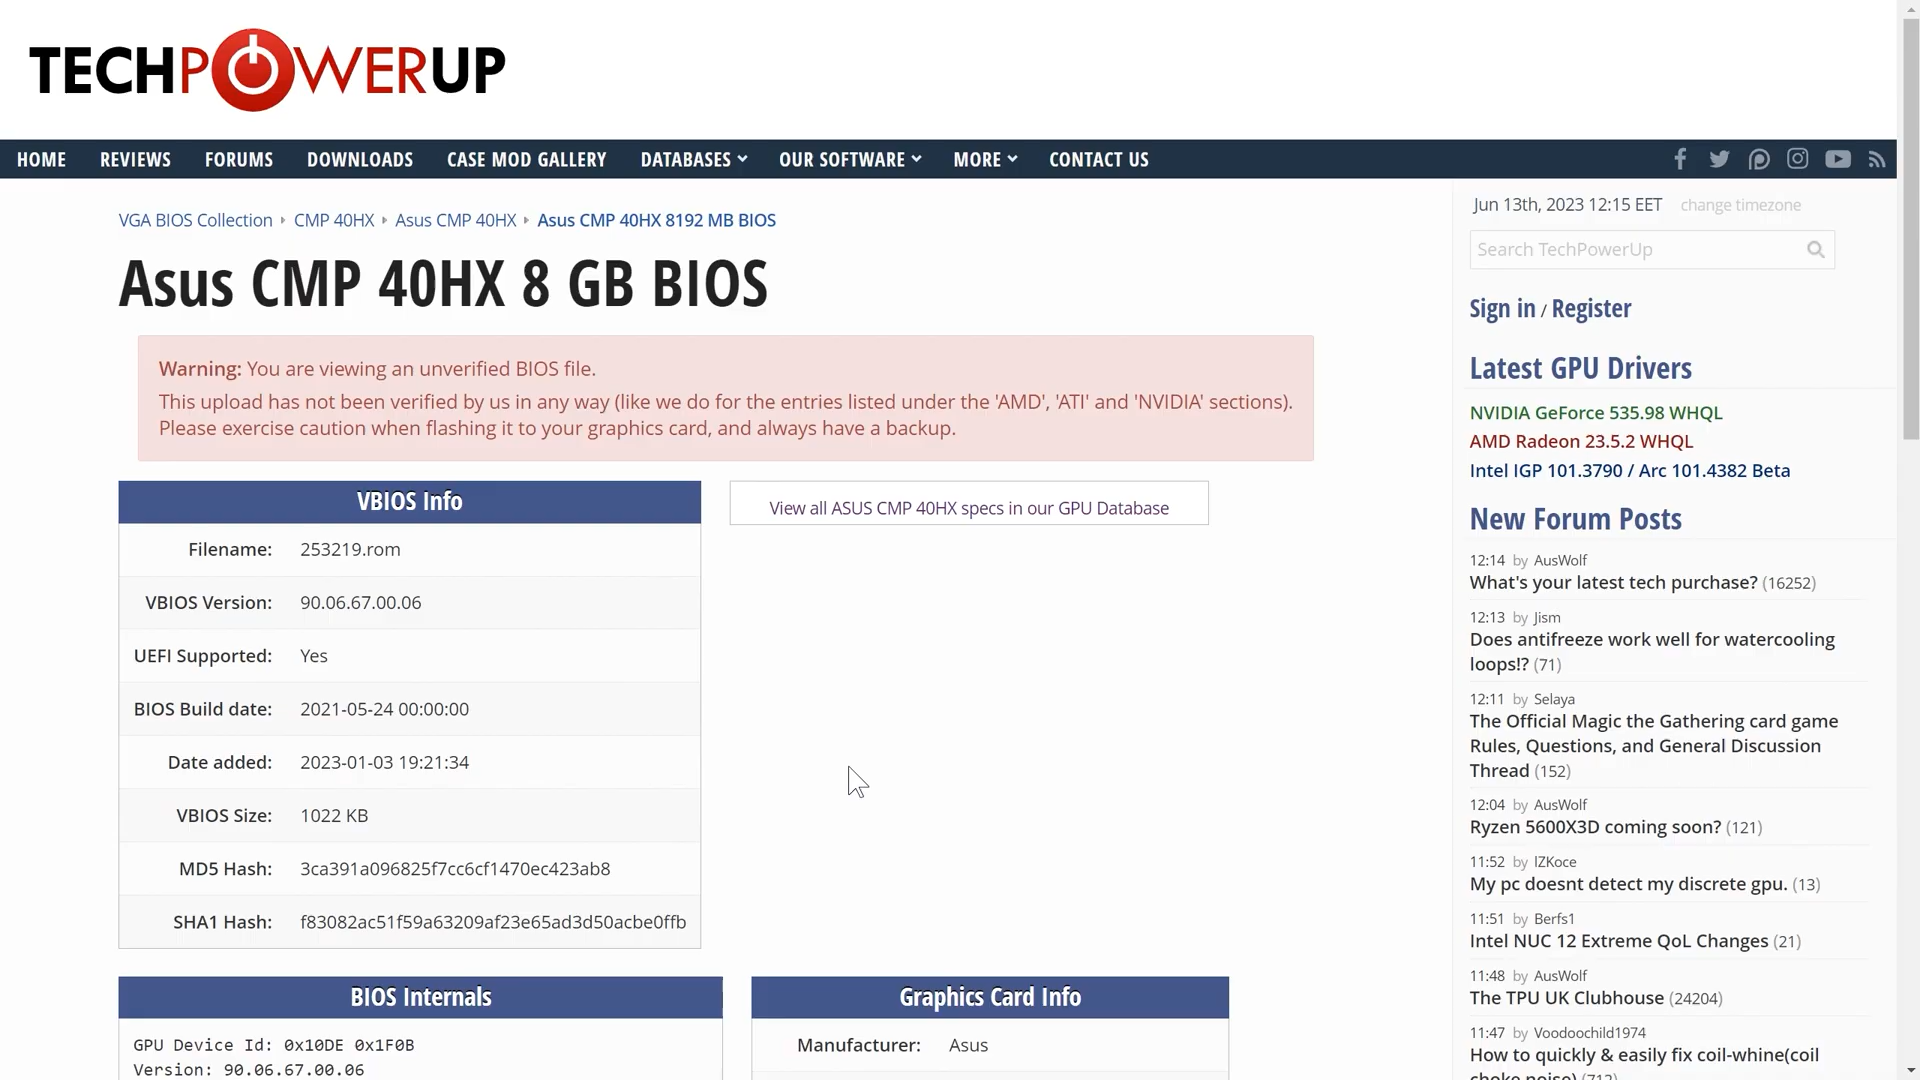 TECHPOWERUP
HOME REVIEWS FORUMS DOWNLOADS CASE MOD GALLERY DATABASES OUR SOFTWARE MORE CONTACT US
VGA BIOS Collection CMP 40HX Asus CMP 40HX Asus CMP 40HX 8192 MB BIOS
Asus CMP 40HX 8 GB BIOS
Warning: You are viewing an unverified BIOS file.
This upload has not been verified by us in any way (like we do for the entries listed under the 'AMD', 'ATI' and 'NVIDIA' sections).
Please exercise caution when flashing it to your graphics card, and always have a backup.
VBIOS Info
Filename: 253219.rom
VBIOS Version: 90.06.67.00.06
UEFI Supported: Yes
BIOS Build date: 2021-05-24 00:00:00
Date added: 2023-01-03 19:21:34
VBIOS Size: 1022 KB
MD5 Hash: 3ca391a096825f7cc6cf1470ec423ab8
SHA1 Hash: f83082ac51f59a63209af23e65ad3d50acbe0ffb
View all ASUS CMP 40HX specs in our GPU Database
BIOS Internals
GPU Device Id: 0x10DE 0x1F0B
Version: 90.06.67.00.06
Graphics Card Info
Manufacturer: Asus
Jun 13th, 2023 12:15 EET change timezone
Search TechPowerUp
Sign in / Register
Latest GPU Drivers
NVIDIA GeForce 535.98 WHQL
AMD Radeon 23.5.2 WHQL
Intel IGP 101.3790 / Arc 101.4382 Beta
New Forum Posts
12:14 by AusWolf
What's your latest tech purchase? (16252)
12:13 by Jism
Does antifreeze work well for watercooling
loops!? (71)
12:11 by Selaya
The Official Magic the Gathering card game
Rules, Questions, and General Discussion
Thread (152)
12:04 by AusWolf
Ryzen 5600X3D coming soon? (121)
11:52 by IZKoce
My pc doesnt detect my discrete gpu. (13)
11:51 by Berfs1
Intel NUC 12 Extreme QoL Changes (21)
11:48 by AusWolf
The TPU UK Clubhouse (24204)
11:47 by Voodoochild1974
How to quickly & easily fix coil-whine(coil
choke noise) (712)